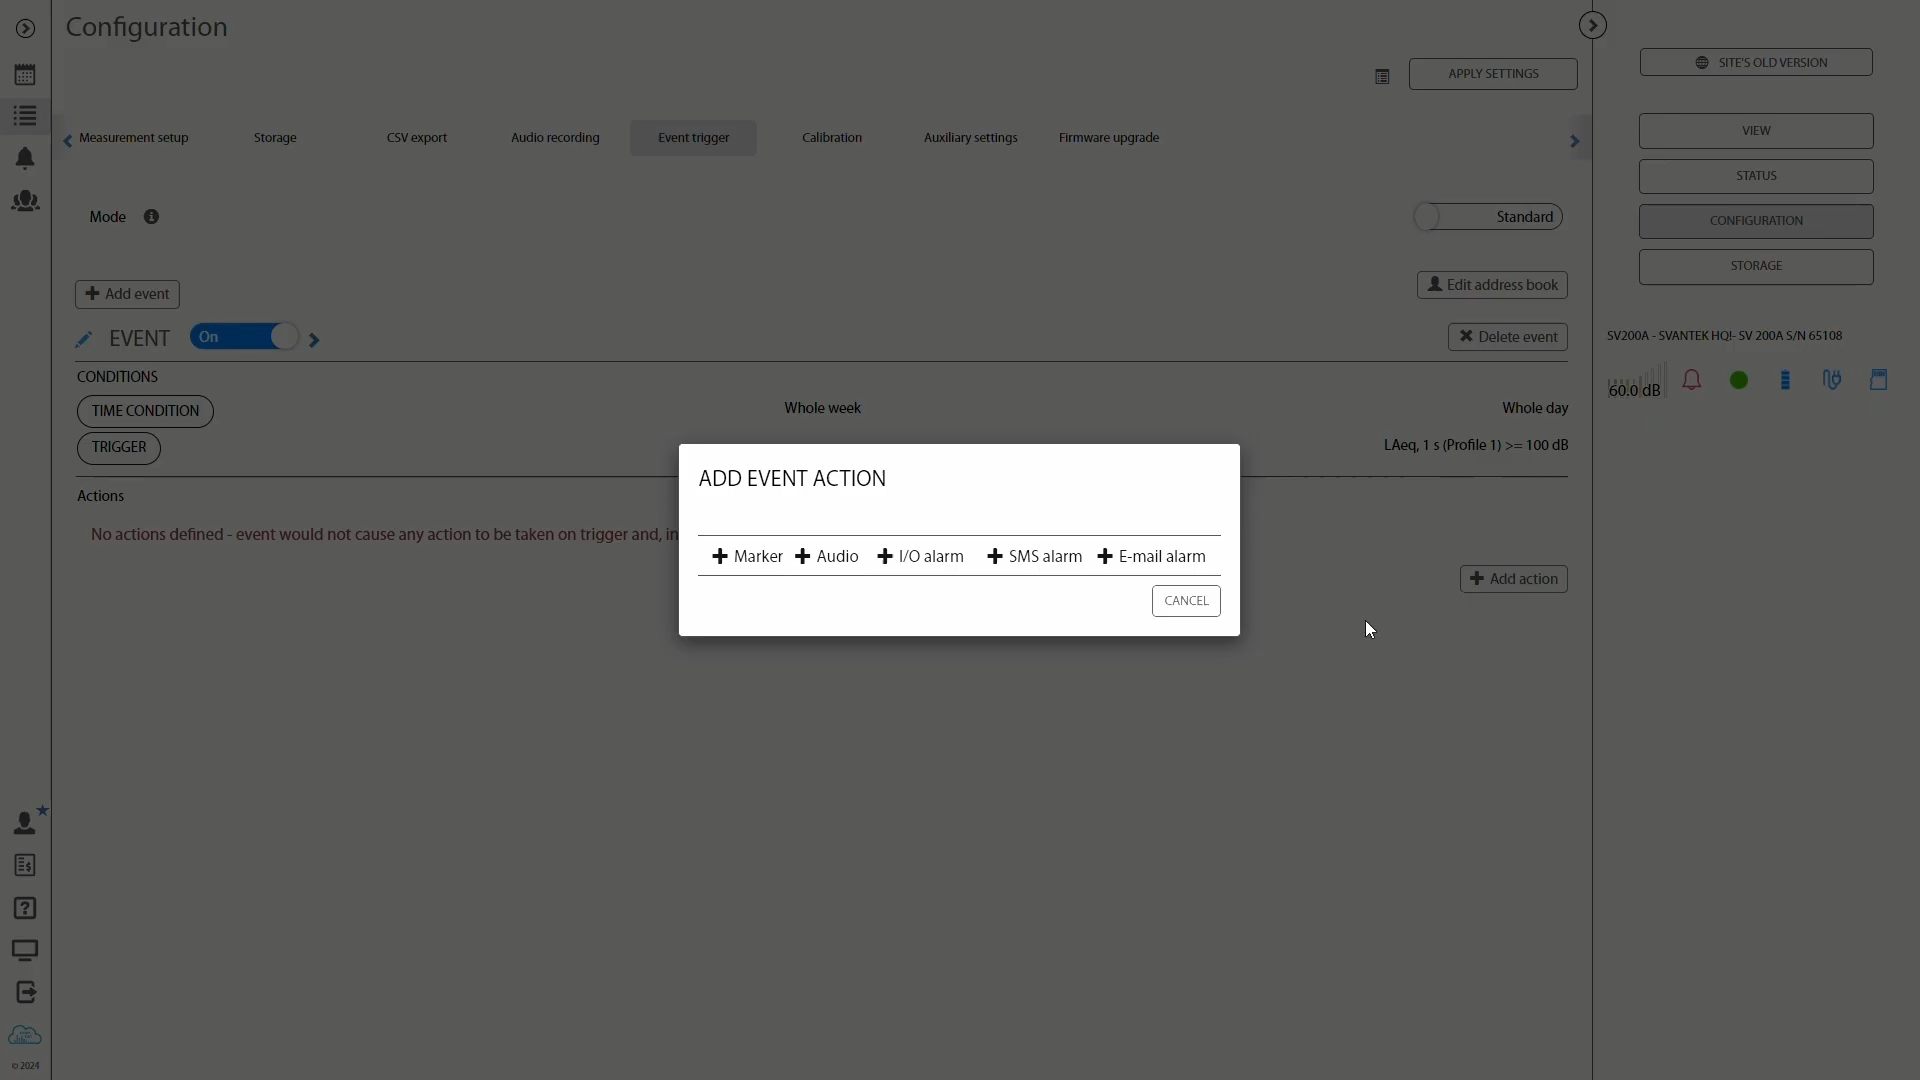 Configuration
SITE'S OLD VERSION
APPLY SETTINGS
Measurement setup Storage CSV export Audio recording Event trigger Calibration Auxiliary settings Firmware upgrade
VIEW
STATUS
Mode Standard
CONFIGURATION
STORAGE
Add event Edit address book
EVENT On Delete event
SV200A - SVANTEK HQ!- SV 200A S/N 65108
CONDITIONS
60.0 dB
TIME CONDITION Whole week Whole day
TRIGGER LAeq, 1 s (Profile 1) >= 100 dB
Actions
No actions defined - event would not cause any action to be taken on trigger and, in
Add action
ADD EVENT ACTION
Marker Audio I/O alarm SMS alarm E-mail alarm
CANCEL
© 2024